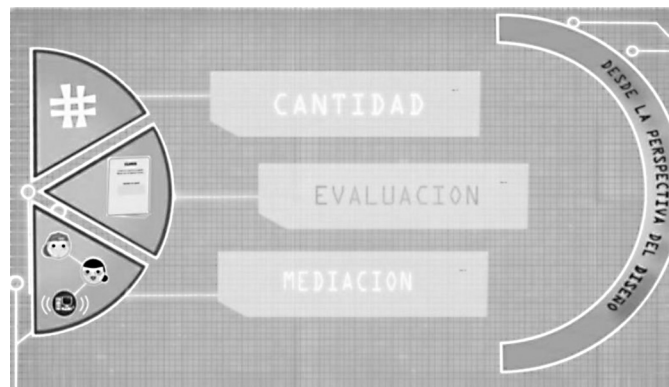 #
CANTIDAD
EVALUACION
MEDIACION
DESDE LA PERSPECTIVA DEL DISEÑO